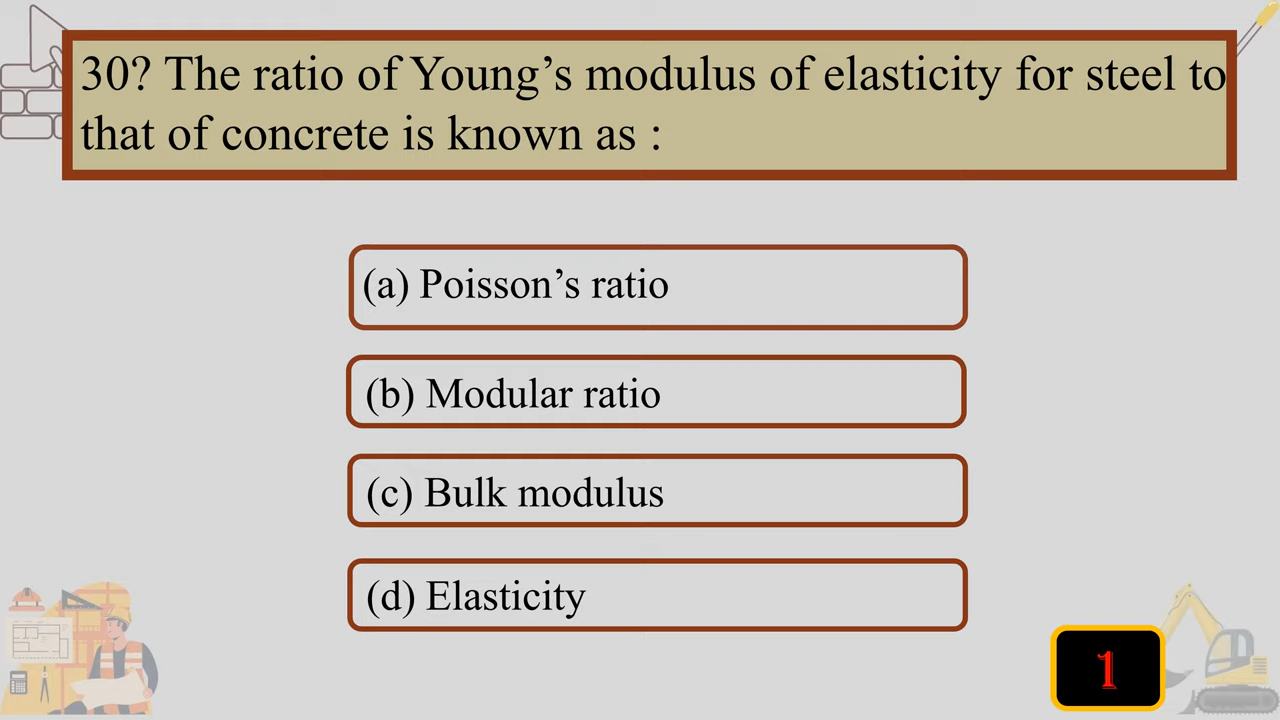 30? The ratio of Young’s modulus of elasticity for steel to
that of concrete is known as :
(a) Poisson’s ratio
(b) Modular ratio
(c) Bulk modulus
(d) Elasticity
1